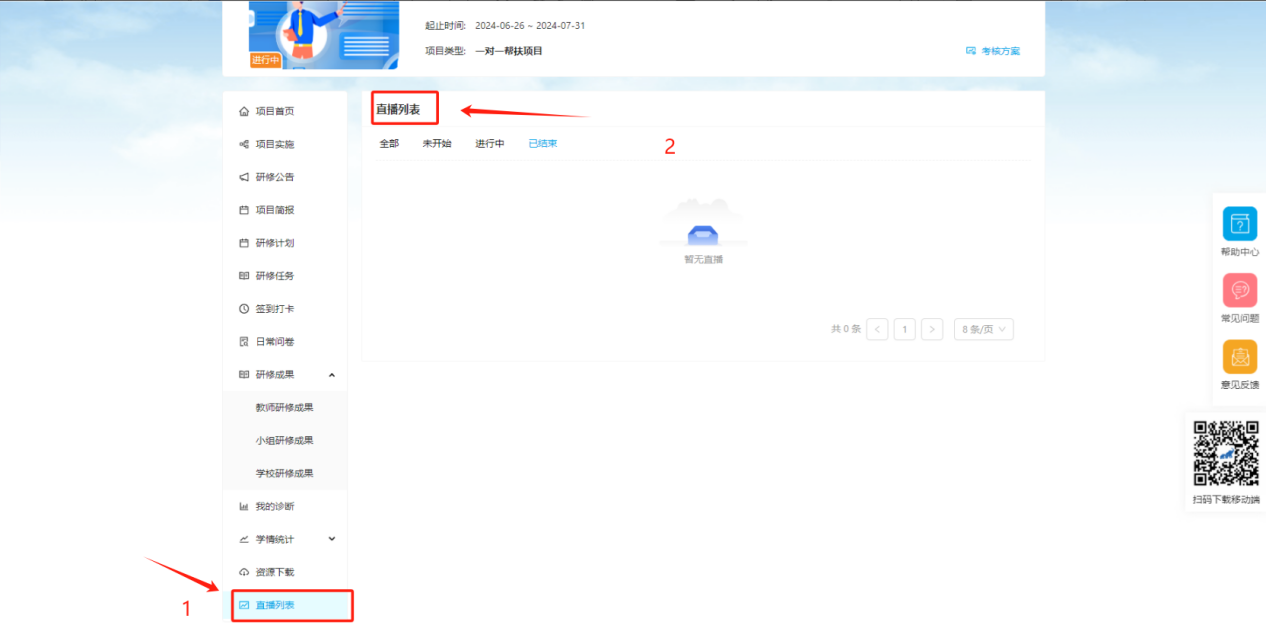 起止时间: 2024-06-26 ~ 2024-07-31
进行中
项目类型: 一对一帮扶项目
考核方案
项目首页
项目实施
研修公告
项目简报
研修计划
研修任务
签到打卡
日常问卷
研修成果
教师研修成果
小组研修成果
学校研修成果
我的诊断
学情统计
资源下载
1
直播列表
直播列表
2
全部 未开始 进行中 已结束
暂无直播
共 0 条 < 1 > 8 条/页
帮助中心
常见问题
意见反馈
扫码下载移动端